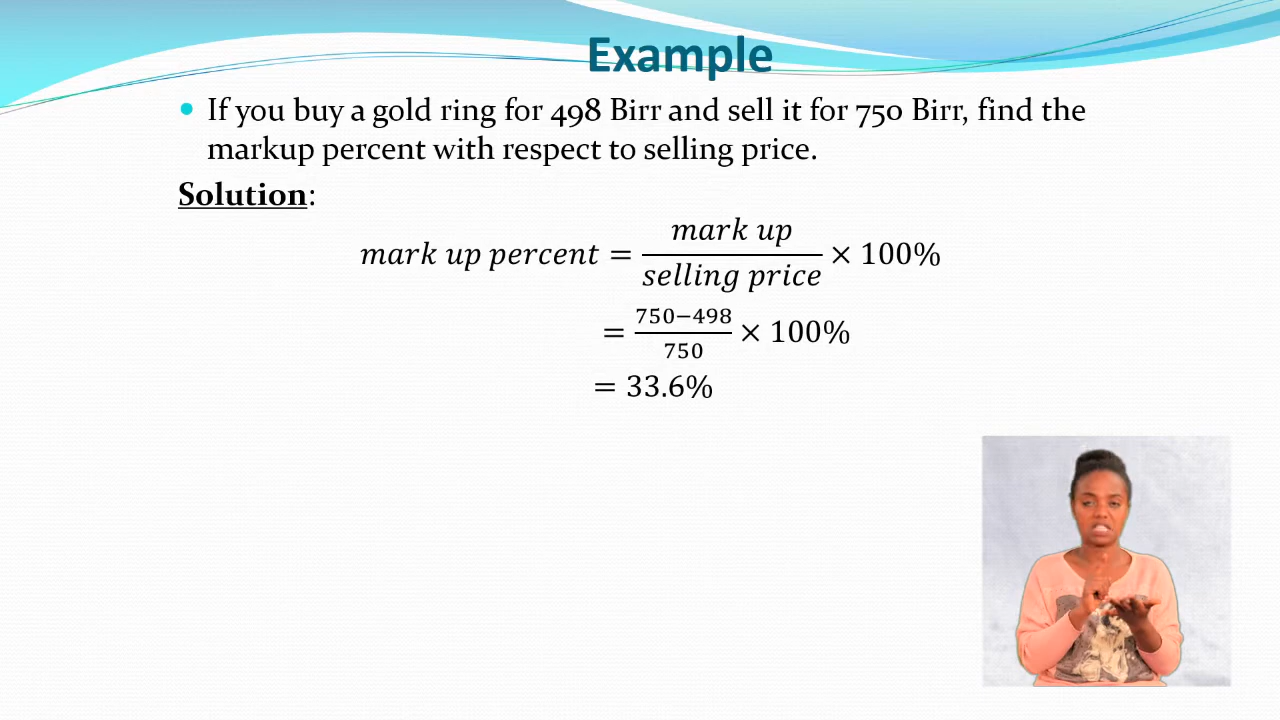 Example
• If you buy a gold ring for 498 Birr and sell it for 750 Birr, find the
markup percent with respect to selling price.
Solution:
mark up percent = mark up / selling price × 100%
= 750−498 / 750 × 100%
= 33.6%